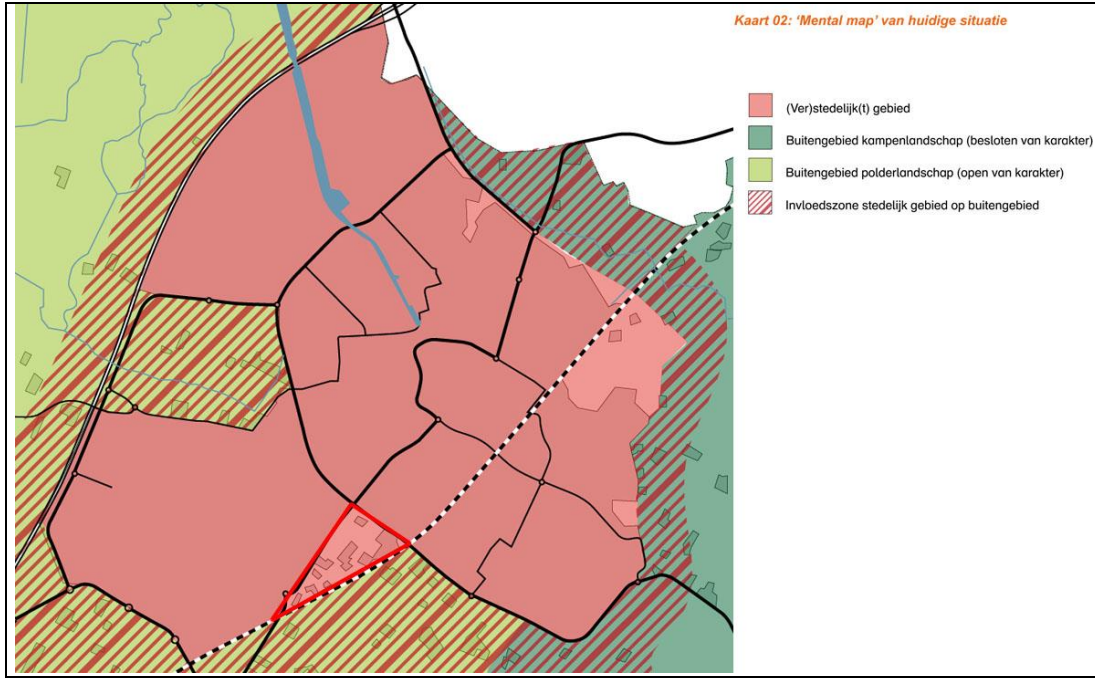 Kaart 02: ‘Mental map’ van huidige situatie
(Ver)stedelijk(t) gebied
Buitengebied kampenlandschap (besloten van karakter)
Buitengebied polderlandschap (open van karakter)
Invloedszone stedelijk gebied op buitengebied